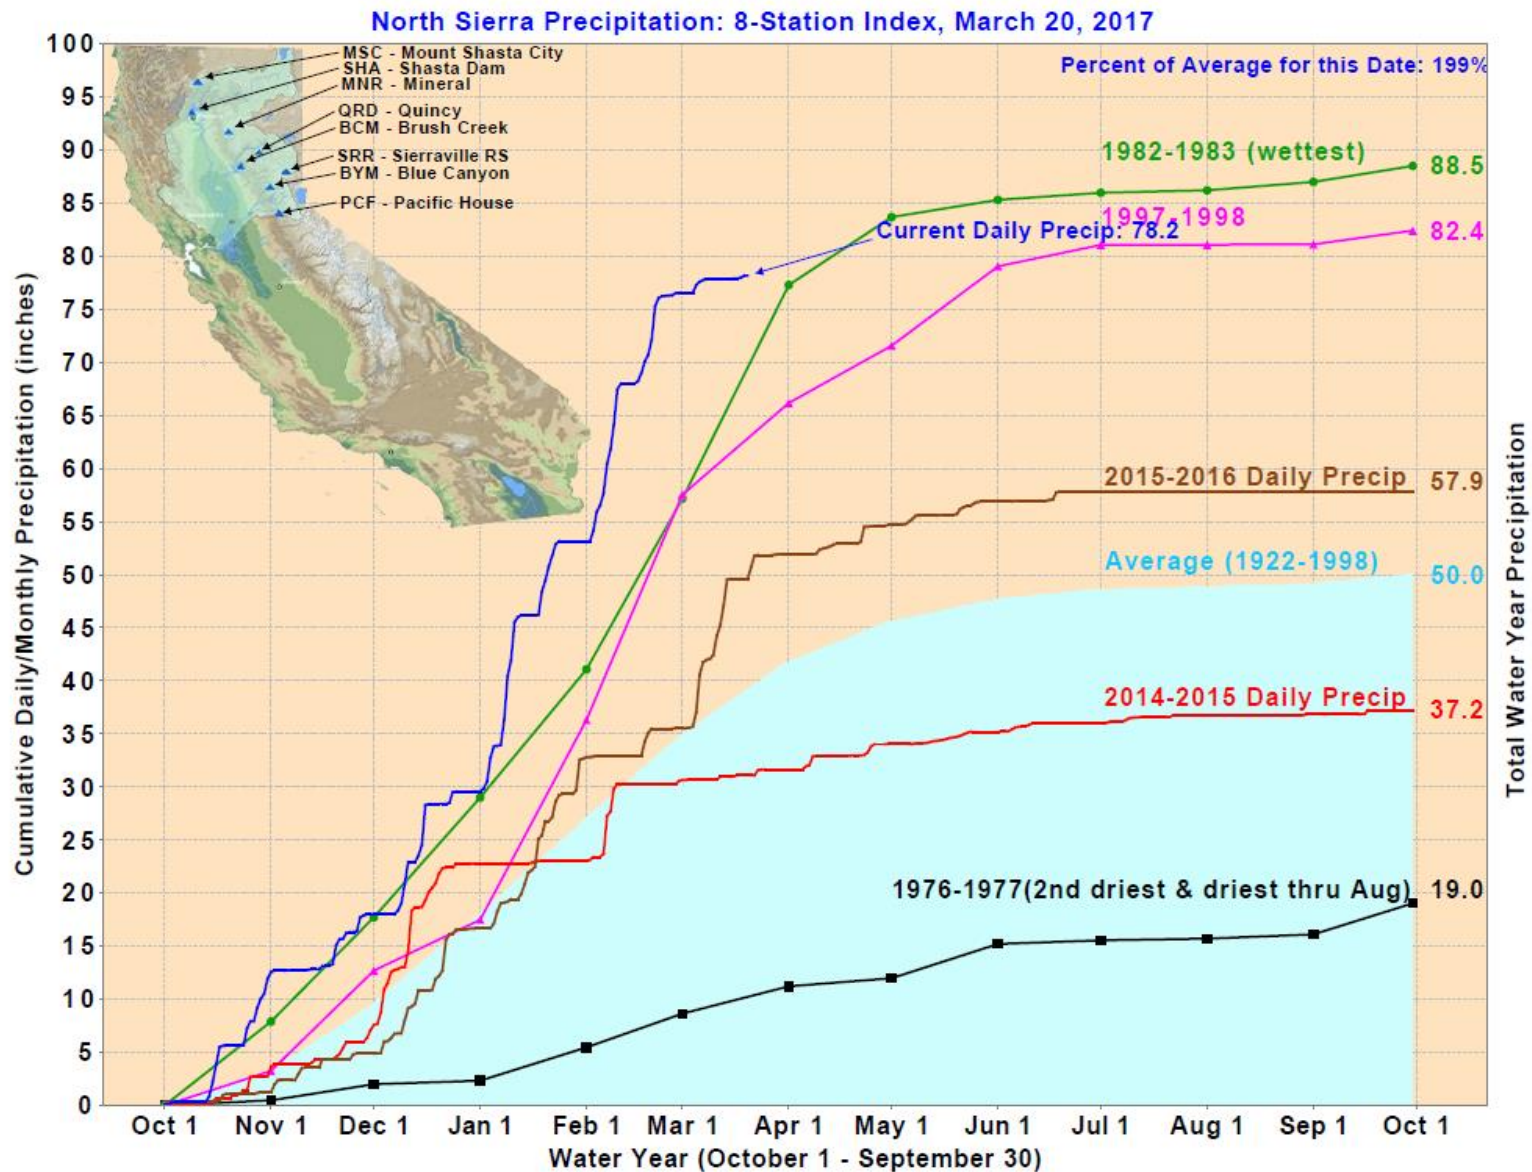 North Sierra Precipitation: 8-Station Index, March 20, 2017
Percent of Average for this Date: 199%
MSC - Mount Shasta City
SHA - Shasta Dam
MNR - Mineral
QRD - Quincy
BCM - Brush Creek
SRR - Sierraville RS
BYM - Blue Canyon
PCF - Pacific House
1982-1983 (wettest)
88.5
1997-1998
82.4
Current Daily Precip: 78.2
2015-2016 Daily Precip
57.9
Average (1922-1998)
50.0
2014-2015 Daily Precip
37.2
1976-1977(2nd driest & driest thru Aug)
19.0
Cumulative Daily/Monthly Precipitation (inches)
100
95
90
85
80
75
70
65
60
55
50
45
40
35
30
25
20
15
10
5
0
Total Water Year Precipitation
Oct 1 Nov 1 Dec 1 Jan 1 Feb 1 Mar 1 Apr 1 May 1 Jun 1 Jul 1 Aug 1 Sep 1 Oct 1
Water Year (October 1 - September 30)